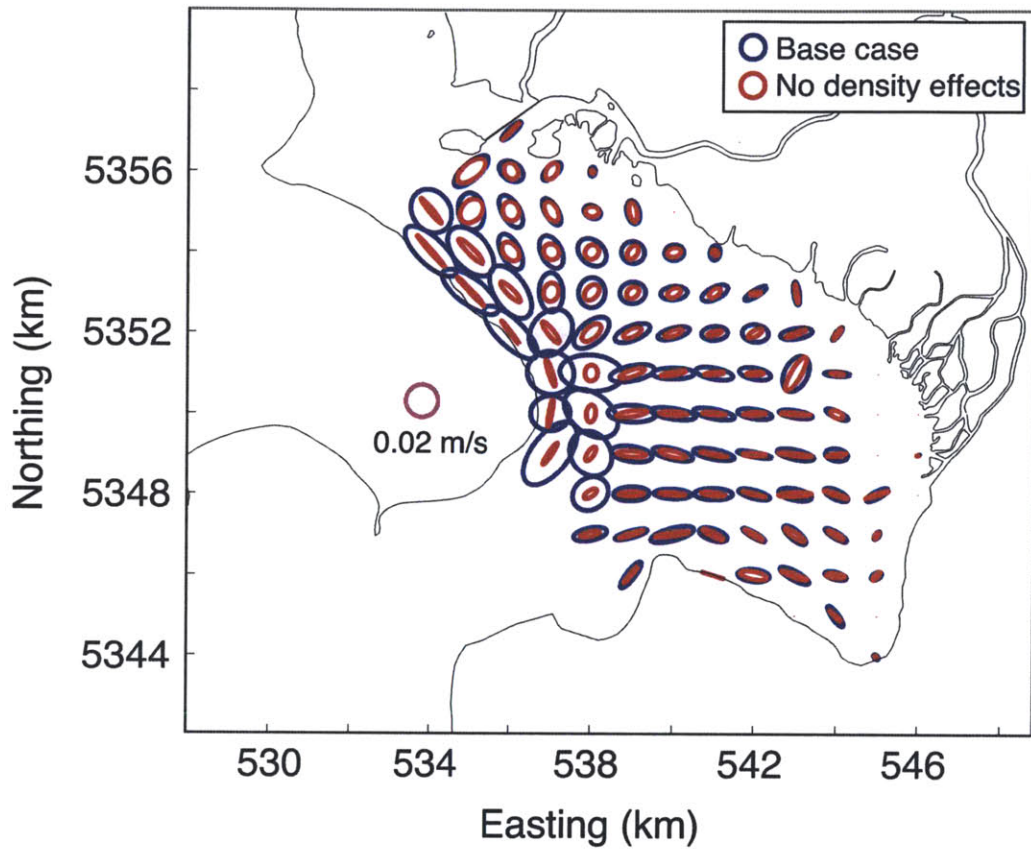 Base case
No density effects
5356
5352
5348
5344
Northing (km)
0.02 m/s
530
534
538
542
546
Easting (km)